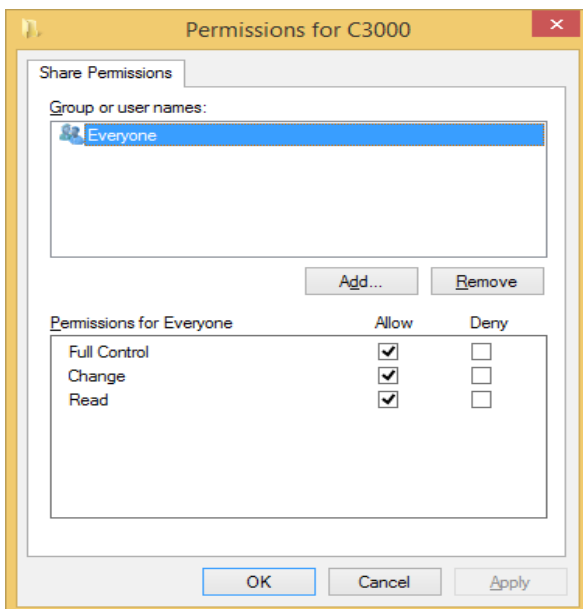 Permissions for C3000
Share Permissions
Group or user names:
Everyone
Add...
Remove
Permissions for Everyone
Allow
Deny
Full Control
Change
Read
OK
Cancel
Apply